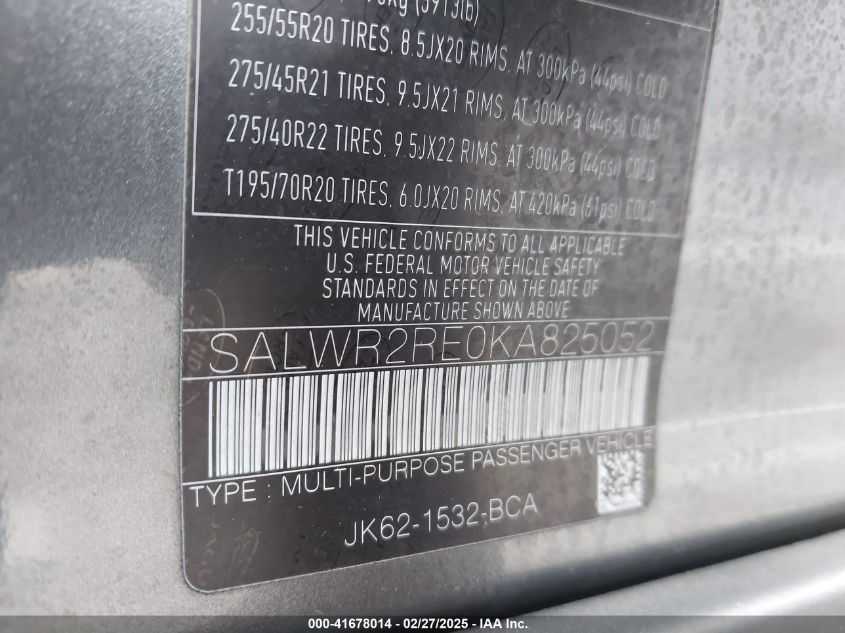 (3913lb)
255/55R20 TIRES, 8.5JX20 RIMS, AT 300kPa (44psi) COLD
275/45R21 TIRES, 9.5JX21 RIMS, AT 300kPa (44psi) COLD
275/40R22 TIRES, 9.5JX22 RIMS, AT 300kPa (44psi) COLD
T195/70R20 TIRES, 6.0JX20 RIMS, AT 420kPa (61psi) COLD
THIS VEHICLE CONFORMS TO ALL APPLICABLE
U.S. FEDERAL MOTOR VEHICLE SAFETY
STANDARDS IN EFFECT ON THE DATE OF
MANUFACTURE SHOWN ABOVE
SALWR2RE0KA825052
TYPE : MULTI-PURPOSE PASSENGER VEHICLE
JK62-1532-BCA
000-41678014 - 02/27/2025 - IAA Inc.